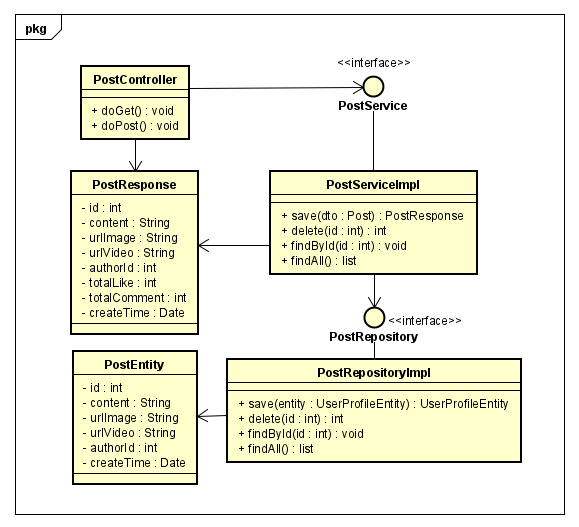 pkg
<<interface>>
PostController
+ doGet() : void
+ doPost() : void
PostService
PostResponse
- id : int
- content : String
- urlImage : String
- urlVideo : String
- authorId : int
- totalLike : int
- totalComment : int
- createTime : Date
PostServiceImpl
+ save(dto : Post) : PostResponse
+ delete(id : int) : int
+ findById(id : int) : void
+ findAll() : list
<<interface>>
PostRepository
PostEntity
- id : int
- content : String
- urlImage : String
- urlVideo : String
- authorId : int
- createTime : Date
PostRepositoryImpl
+ save(entity : UserProfileEntity) : UserProfileEntity
+ delete(id : int) : int
+ findById(id : int) : void
+ findAll() : list